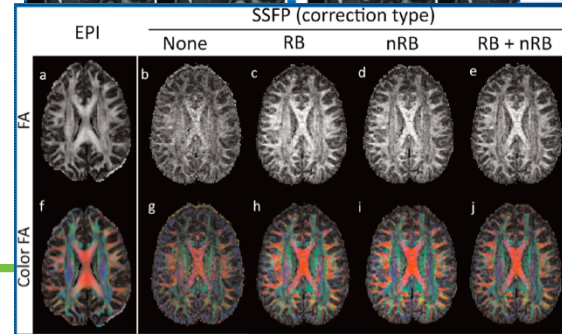 SSFP (correction type)
EPI None RB nRB RB + nRB
a b c d e
FA
f g h i j
Color FA